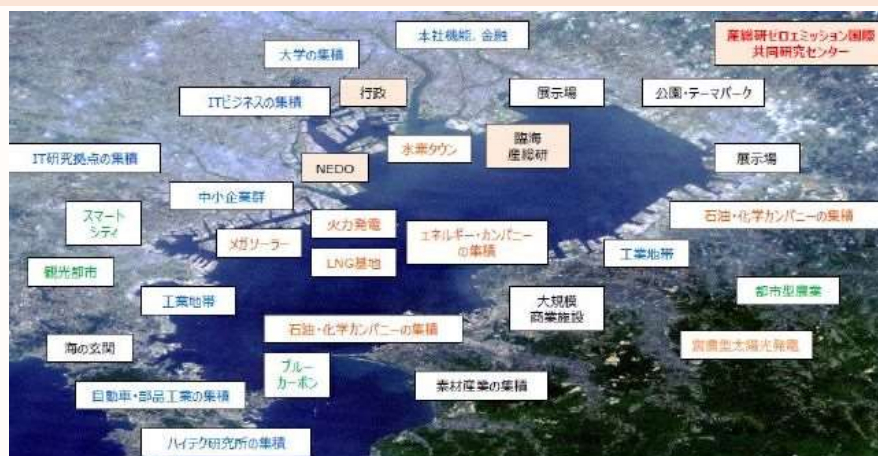 本社機能、金融
産総研ゼロエミッション国際
共同研究センター
大学の集積
ITビジネスの集積
行政
展示場
公園・テーマパーク
水素タウン
臨海
産総研
IT研究拠点の集積
NEDO
展示場
中小企業群
スマート
シティ
火力発電
石油・化学カンパニーの集積
メガソーラー
エネルギー・カンパニー
の集積
工業地帯
LNG基地
観光都市
都市型農業
工業地帯
大規模
商業施設
石油・化学カンパニーの集積
海の玄関
営農型太陽光発電
ブルー
カーボン
素材産業の集積
自動車・部品工業の集積
ハイテク研究所の集積